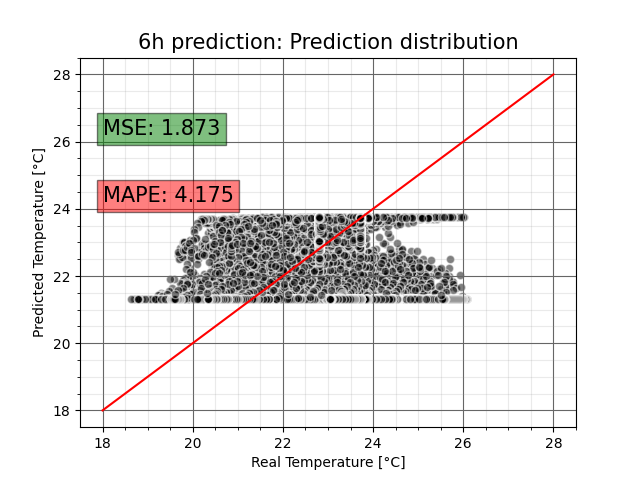 6h prediction: Prediction distribution
28
26
24
22
20
18
MSE: 1.873
MAPE: 4.175
Predicted Temperature [°C]
18 20 22 24 26 28
Real Temperature [°C]